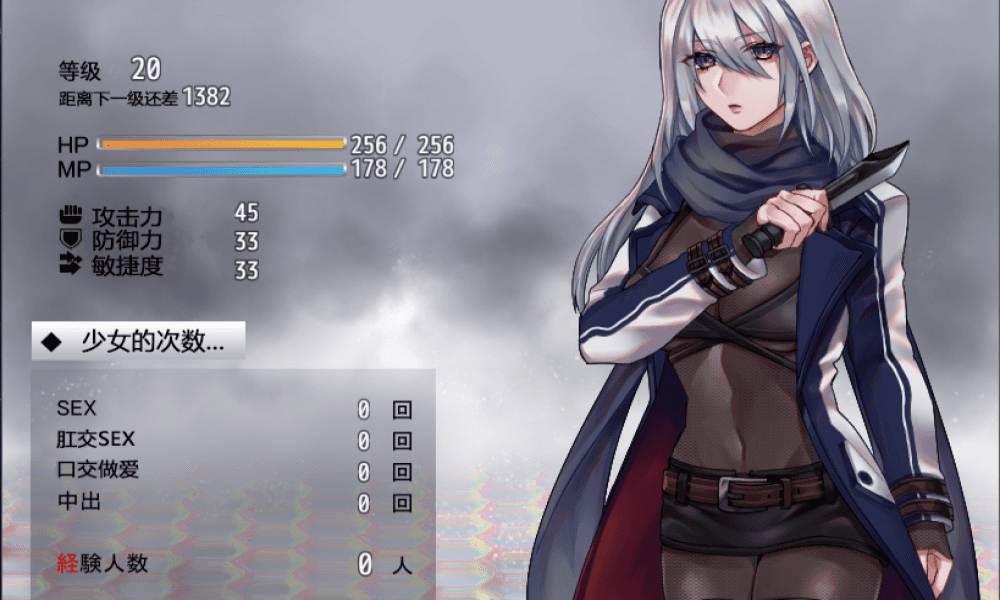 等级 20
距离下一级还差 1382
HP 256 / 256
MP 178 / 178
攻击力 45
防御力 33
敏捷度 33
◆ 少女的次数...
SEX 0 回
肛交SEX 0 回
口交做爱 0 回
中出 0 回
経験人数 0 人